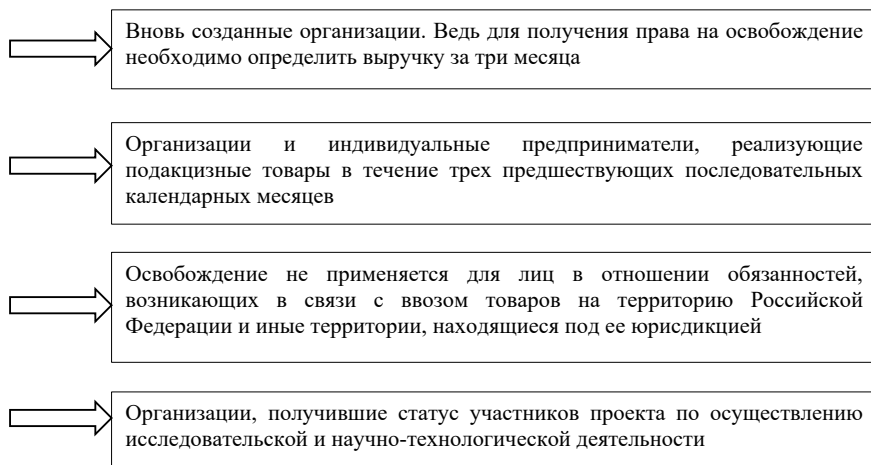 Вновь созданные организации. Ведь для получения права на освобождение
необходимо определить выручку за три месяца
Организации и индивидуальные предприниматели, реализующие
подакцизные товары в течение трех предшествующих последовательных
календарных месяцев
Освобождение не применяется для лиц в отношении обязанностей,
возникающих в связи с ввозом товаров на территорию Российской
Федерации и иные территории, находящиеся под ее юрисдикцией
Организации, получившие статус участников проекта по осуществлению
исследовательской и научно-технологической деятельности